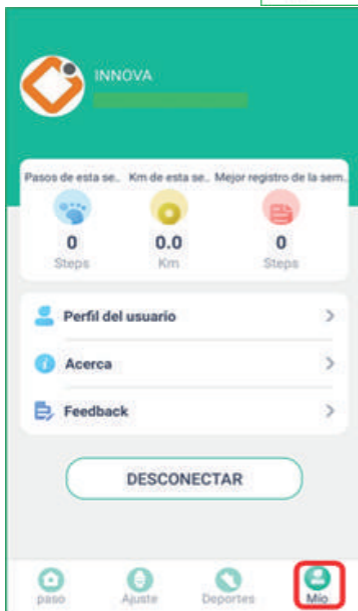 INNOVA
Pasos de esta se.. Km de esta se.. Mejor registro de la sem..
0 0.0 0
Steps Km Steps
Perfil del usuario
Acerca
Feedback
DESCONECTAR
paso Ajuste Deportes Mío